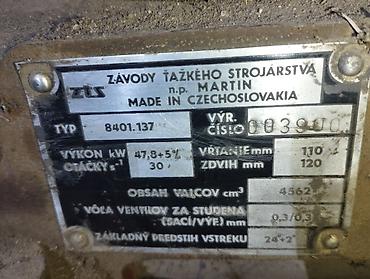 ZŤS ZÁVODY ŤAŽKÉHO STROJÁRSTVA
n.p. MARTIN
MADE IN CZECHOSLOVAKIA
TYP 8401.137 VÝR. ČÍSLO 003900
VÝKON kW 47,8+5% VŔTANIE mm 110
OTÁČKY s⁻¹ 30 ZDVIH mm 120
OBSAH VALCOV cm³ 4562
VÔĽA VENTILOV ZA STUDENA
(SACÍ/VÝF.) mm 0,3/0,3
ZÁKLADNÝ PREDSTIH VSTREKU 24+2°